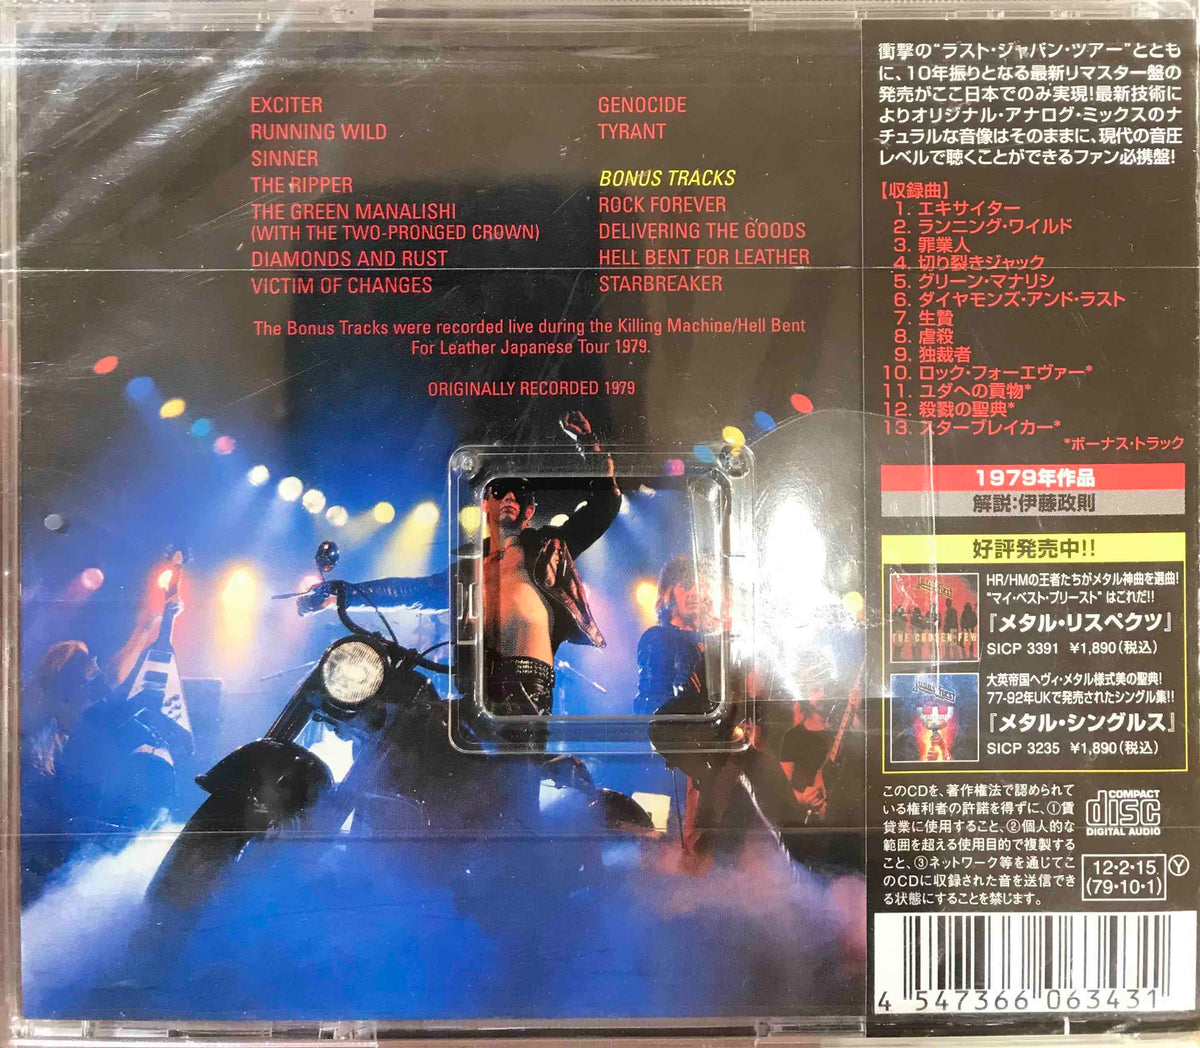 EXCITER
RUNNING WILD
SINNER
THE RIPPER
THE GREEN MANALISHI
(WITH THE TWO-PRONGED CROWN)
DIAMONDS AND RUST
VICTIM OF CHANGES
GENOCIDE
TYRANT
BONUS TRACKS
ROCK FOREVER
DELIVERING THE GOODS
HELL BENT FOR LEATHER
STARBREAKER
The Bonus Tracks were recorded live during the Killing Machine/Hell Bent
For Leather Japanese Tour 1979.
ORIGINALLY RECORDED 1979
衝撃の“ラスト・ジャパン・ツアー”ととも
に、10年振りとなる最新リマスター盤の
発売がここ日本でのみ実現!最新技術に
よりオリジナル・アナログ・ミックスのナ
チュラルな音像はそのままに、現代の音圧
レベルで聴くことができるファン必携盤!
【収録曲】
1. エキサイター
2. ランニング・ワイルド
3. 罪業人
4. 切り裂きジャック
5. グリーン・マナリシ
6. ダイヤモンズ・アンド・ラスト
7. 生贄
8. 虐殺
9. 独裁者
10. ロック・フォーエヴァー*
11. ユダへの貢物*
12. 殺戮の聖典*
13. スターブレイカー*
*ボーナス・トラック
1979年作品
解説:伊藤政則
好評発売中!!
HR/HMの王者たちがメタル神曲を選曲!
“マイ・ベスト・プリースト” はこれだ!!
『メタル・リスペクツ』
SICP 3391 ¥1,890(税込)
THE CHOSEN FEW
大英帝国ヘヴィ・メタル様式美の聖典!
77-92年UKで発売されたシングル集!!
『メタル・シングルス』
SICP 3235 ¥1,890(税込)
このCDを、著作権法で認められて
いる権利者の許諾を得ずに、①賃
貸業に使用すること、②個人的な
範囲を超える使用目的で複製する
こと、③ネットワーク等を通じてこ
のCDに収録された音を送信でき
る状態にすることを禁じます。
COMPACT
disc
DIGITAL AUDIO
12・2・15
(79・10・1)
Y
4 547366 063431